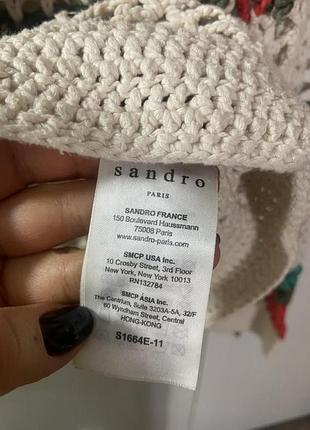 sandro
PARIS
SANDRO FRANCE
150 Boulevard Haussmann
75008 Paris
www.sandro-paris.com
SMCP USA Inc.
10 Crosby Street, 3rd Floor
New York, New York 10013
RN132784
SMCP ASIA Inc.
The Centrium, Suite 3203A-5A, 32/F
60 Wyndham Street, Central
HONG-KONG
S1664E-11